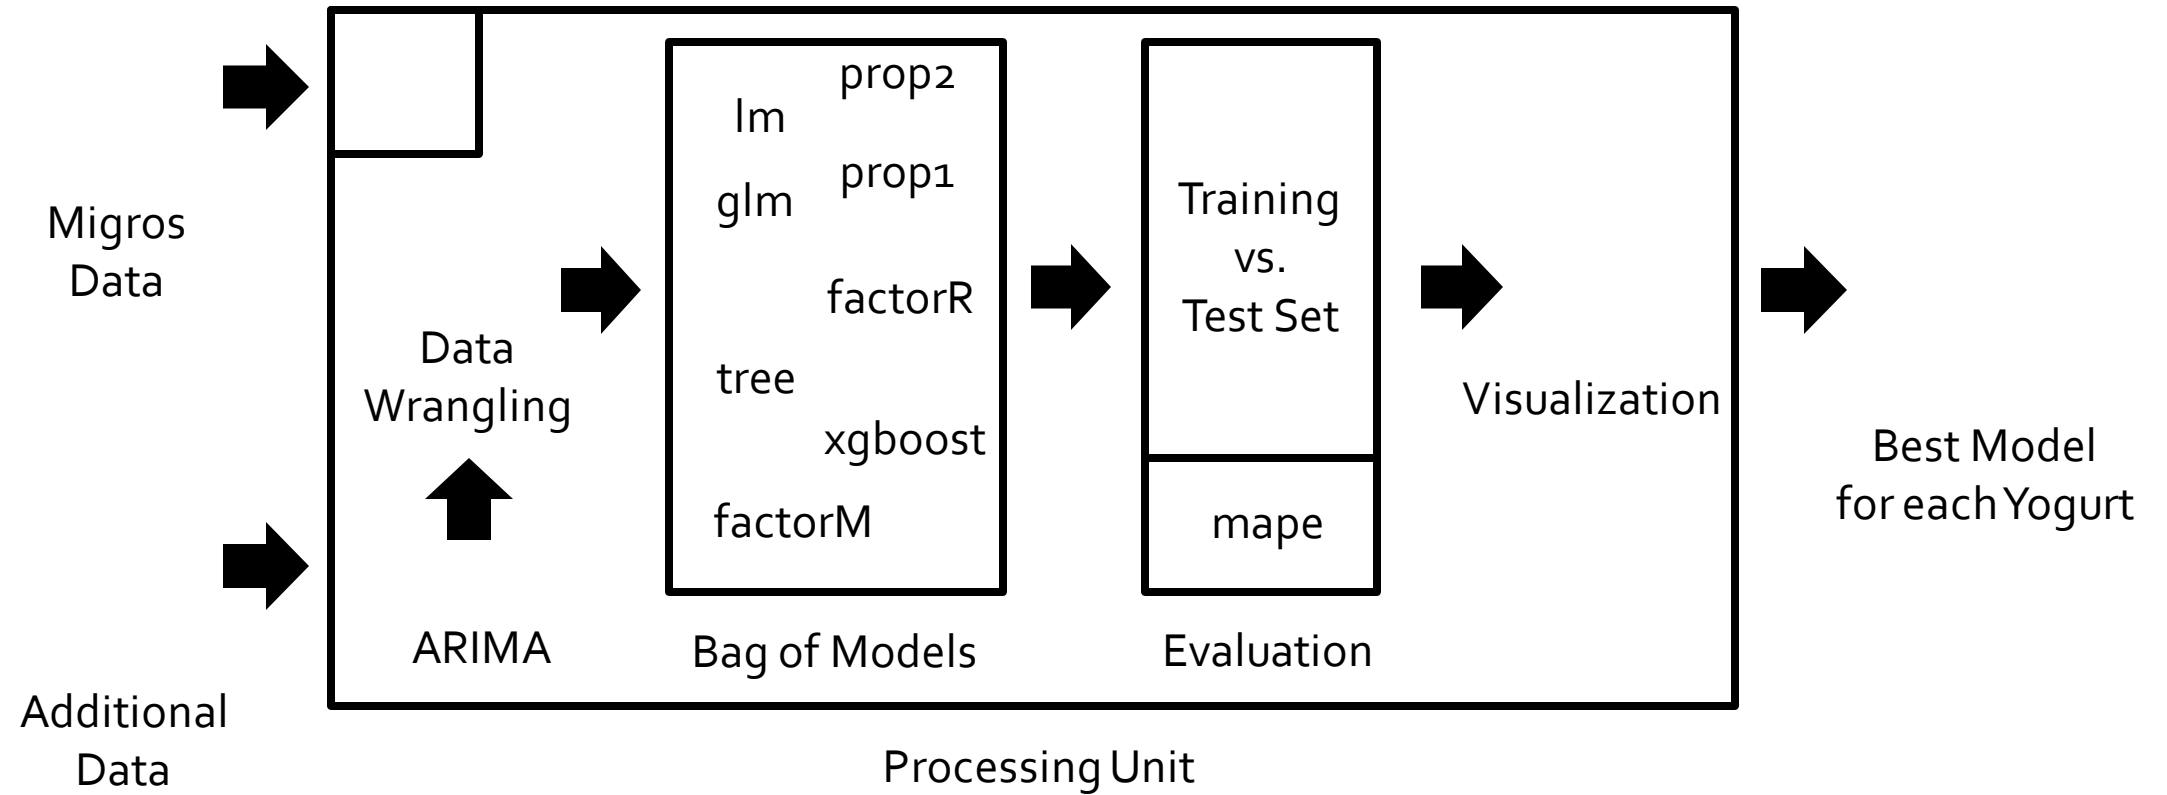 Migros
Data
Additional
Data
Data
Wrangling
ARIMA
prop2
lm
prop1
glm
factorR
tree
xgboost
factorM
Bag of Models
Training
vs.
Test Set
mape
Evaluation
Visualization
Best Model
for each Yogurt
Processing Unit